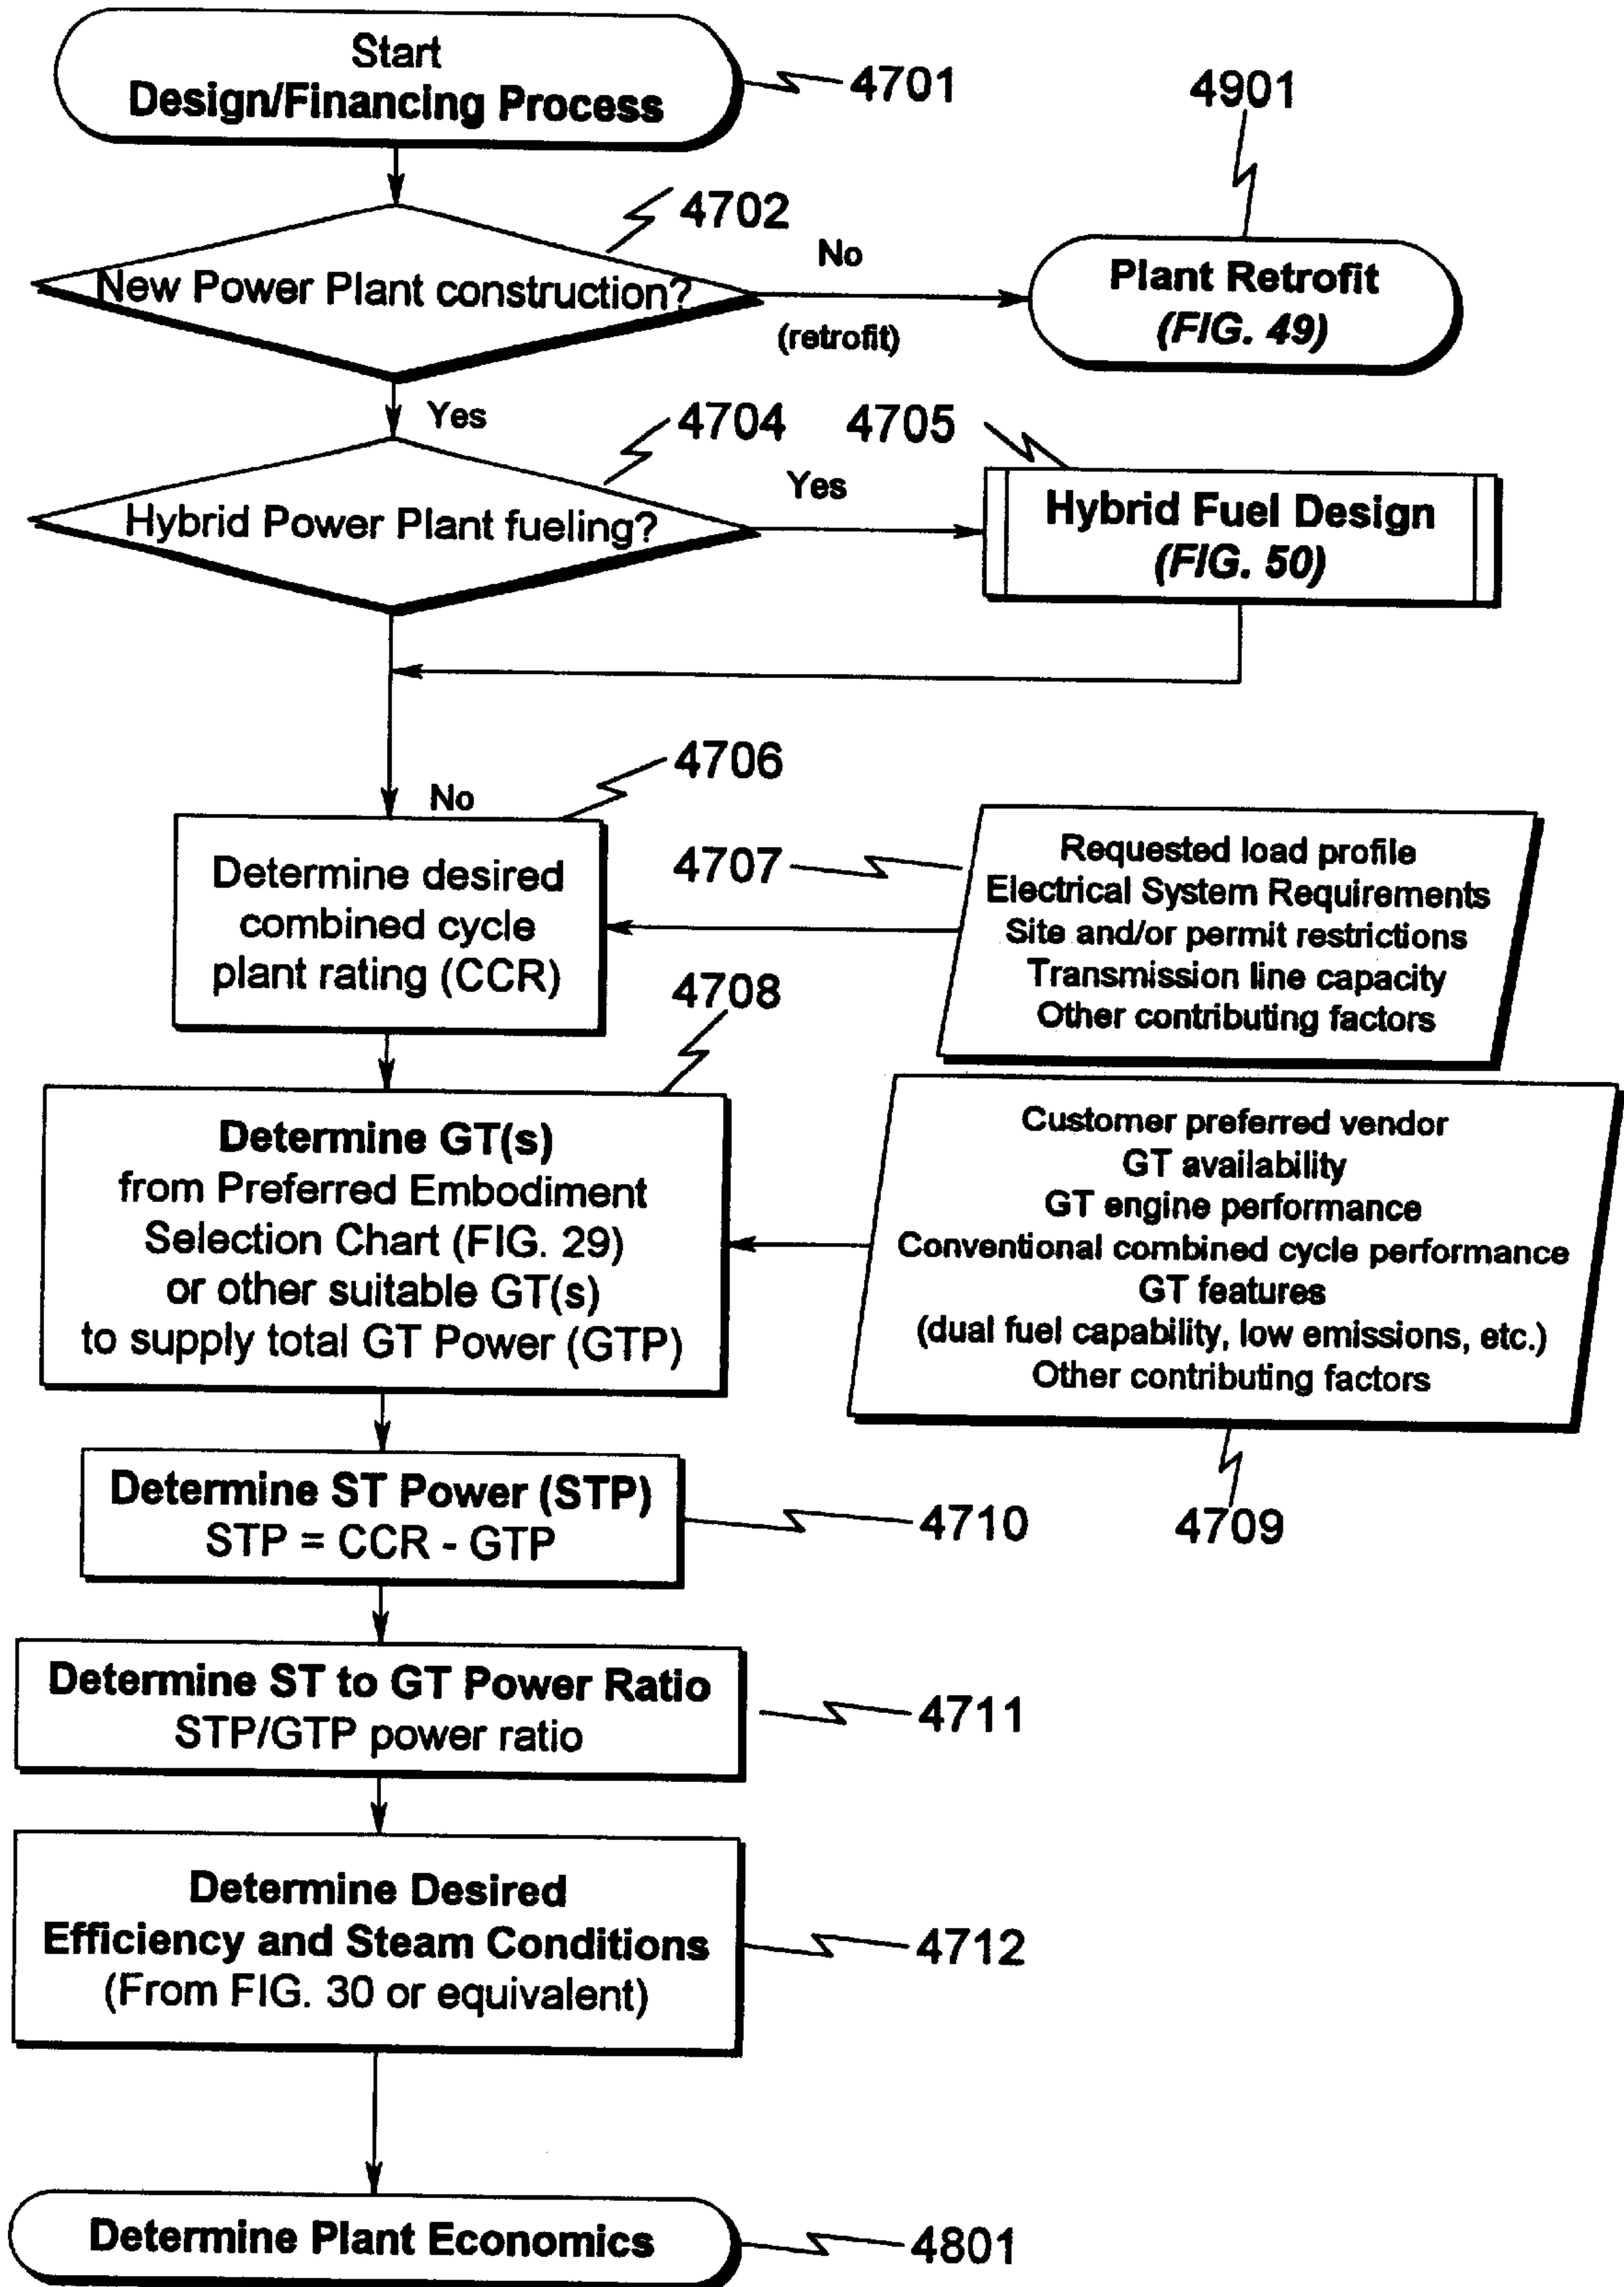 Start
Design/Financing Process
4701
4901
4702
New Power Plant construction?
No
(retrofit)
Plant Retrofit
(FIG. 49)
Yes
4704
4705
Hybrid Power Plant fueling?
Yes
Hybrid Fuel Design
(FIG. 50)
No
4706
Determine desired
combined cycle
plant rating (CCR)
4707
Requested load profile
Electrical System Requirements
Site and/or permit restrictions
Transmission line capacity
Other contributing factors
4708
Determine GT(s)
from Preferred Embodiment
Selection Chart (FIG. 29)
or other suitable GT(s)
to supply total GT Power (GTP)
Customer preferred vendor
GT availability
GT engine performance
Conventional combined cycle performance
GT features
(dual fuel capability, low emissions, etc.)
Other contributing factors
4709
Determine ST Power (STP)
STP = CCR - GTP
4710
Determine ST to GT Power Ratio
STP/GTP power ratio
4711
Determine Desired
Efficiency and Steam Conditions
(From FIG. 30 or equivalent)
4712
Determine Plant Economics
4801